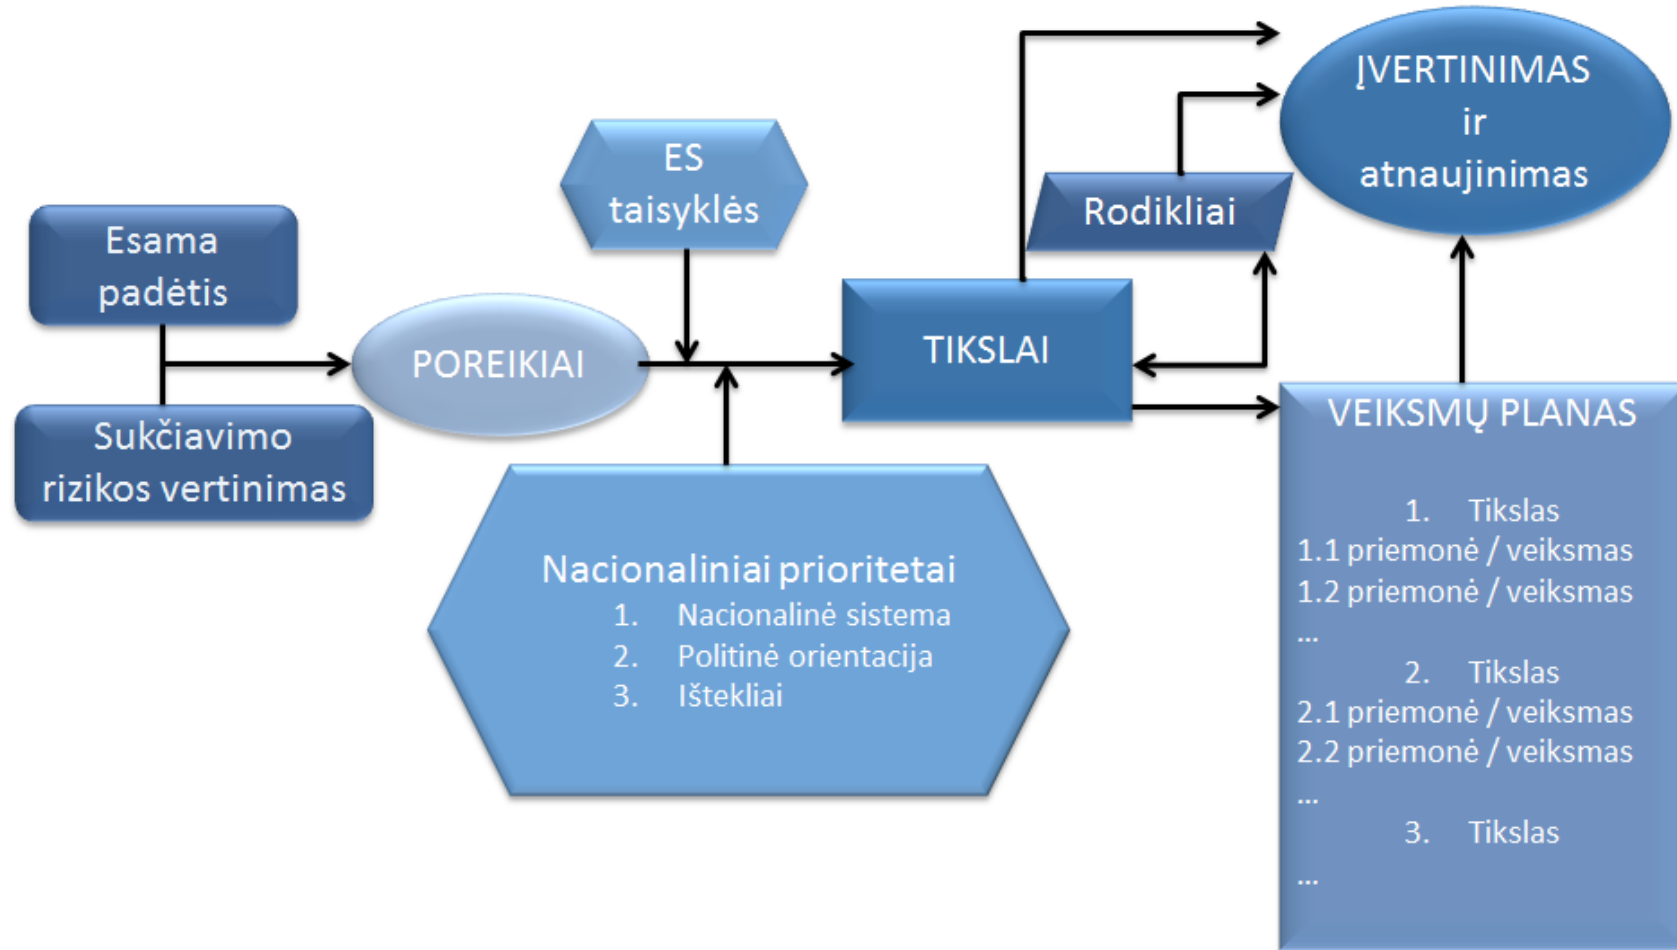 Esama
padėtis
Sukčiavimo
rizikos vertinimas
POREIKIAI
ES
taisyklės
Nacionaliniai prioritetai
1. Nacionalinė sistema
2. Politinė orientacija
3. Ištekliai
TIKSLAI
Rodikliai
ĮVERTINIMAS
ir
atnaujinimas
VEIKSMŲ PLANAS
1. Tikslas
1.1 priemonė / veiksmas
1.2 priemonė / veiksmas
...
2. Tikslas
2.1 priemonė / veiksmas
2.2 priemonė / veiksmas
...
3. Tikslas
...